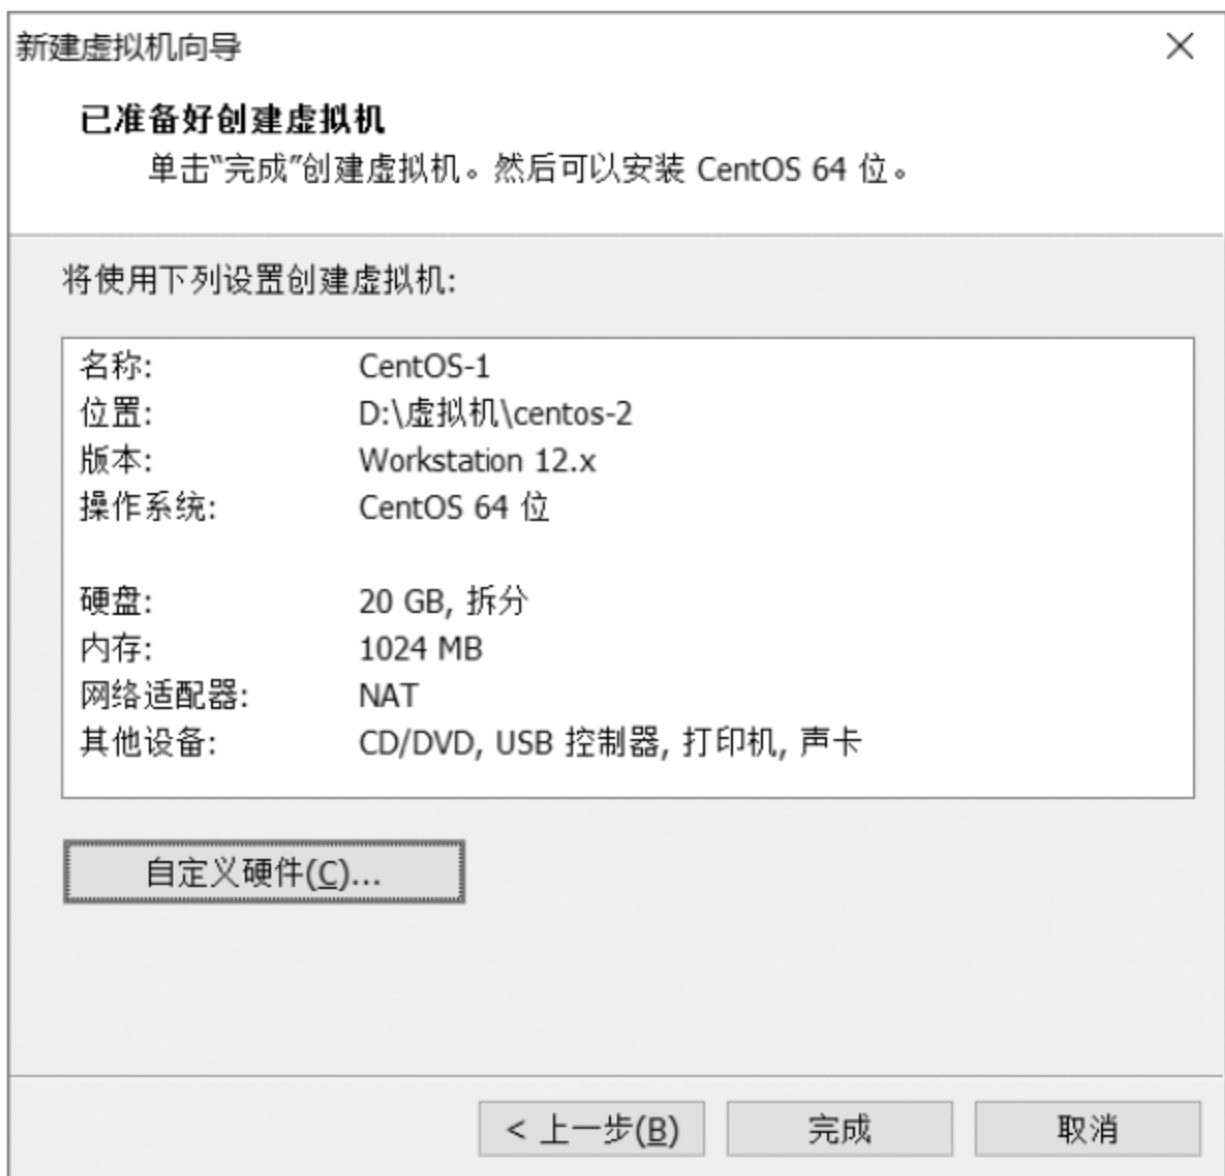 新建虚拟机向导
已准备好创建虚拟机
单击“完成”创建虚拟机。然后可以安装 CentOS 64 位。
将使用下列设置创建虚拟机:
名称: CentOS-1
位置: D:\虚拟机\centos-2
版本: Workstation 12.x
操作系统: CentOS 64 位
硬盘: 20 GB, 拆分
内存: 1024 MB
网络适配器: NAT
其他设备: CD/DVD, USB 控制器, 打印机, 声卡
自定义硬件(C)...
< 上一步(B) 完成 取消